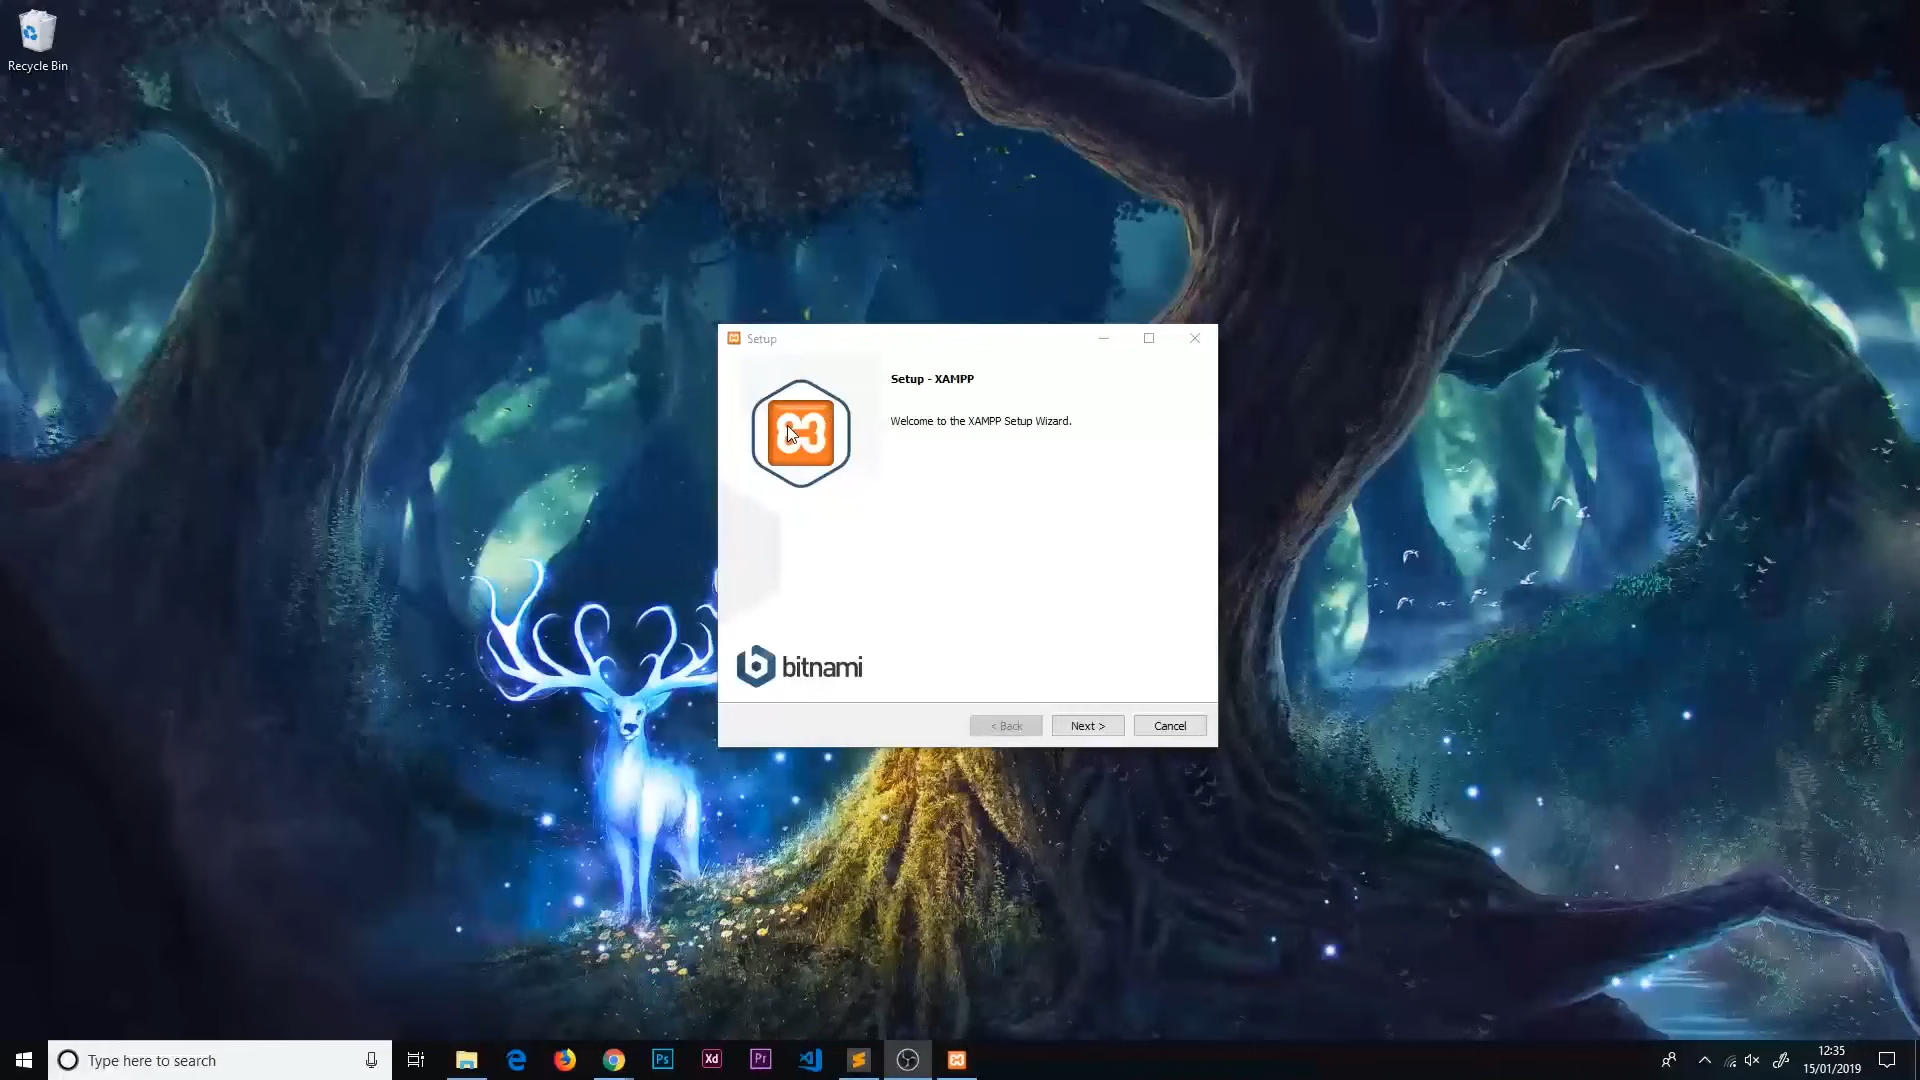 Recycle Bin
Setup
Setup - XAMPP
Welcome to the XAMPP Setup Wizard.
bitnami
< Back
Next >
Cancel
Type here to search
Ps
Xd
Pr
12:35
15/01/2019